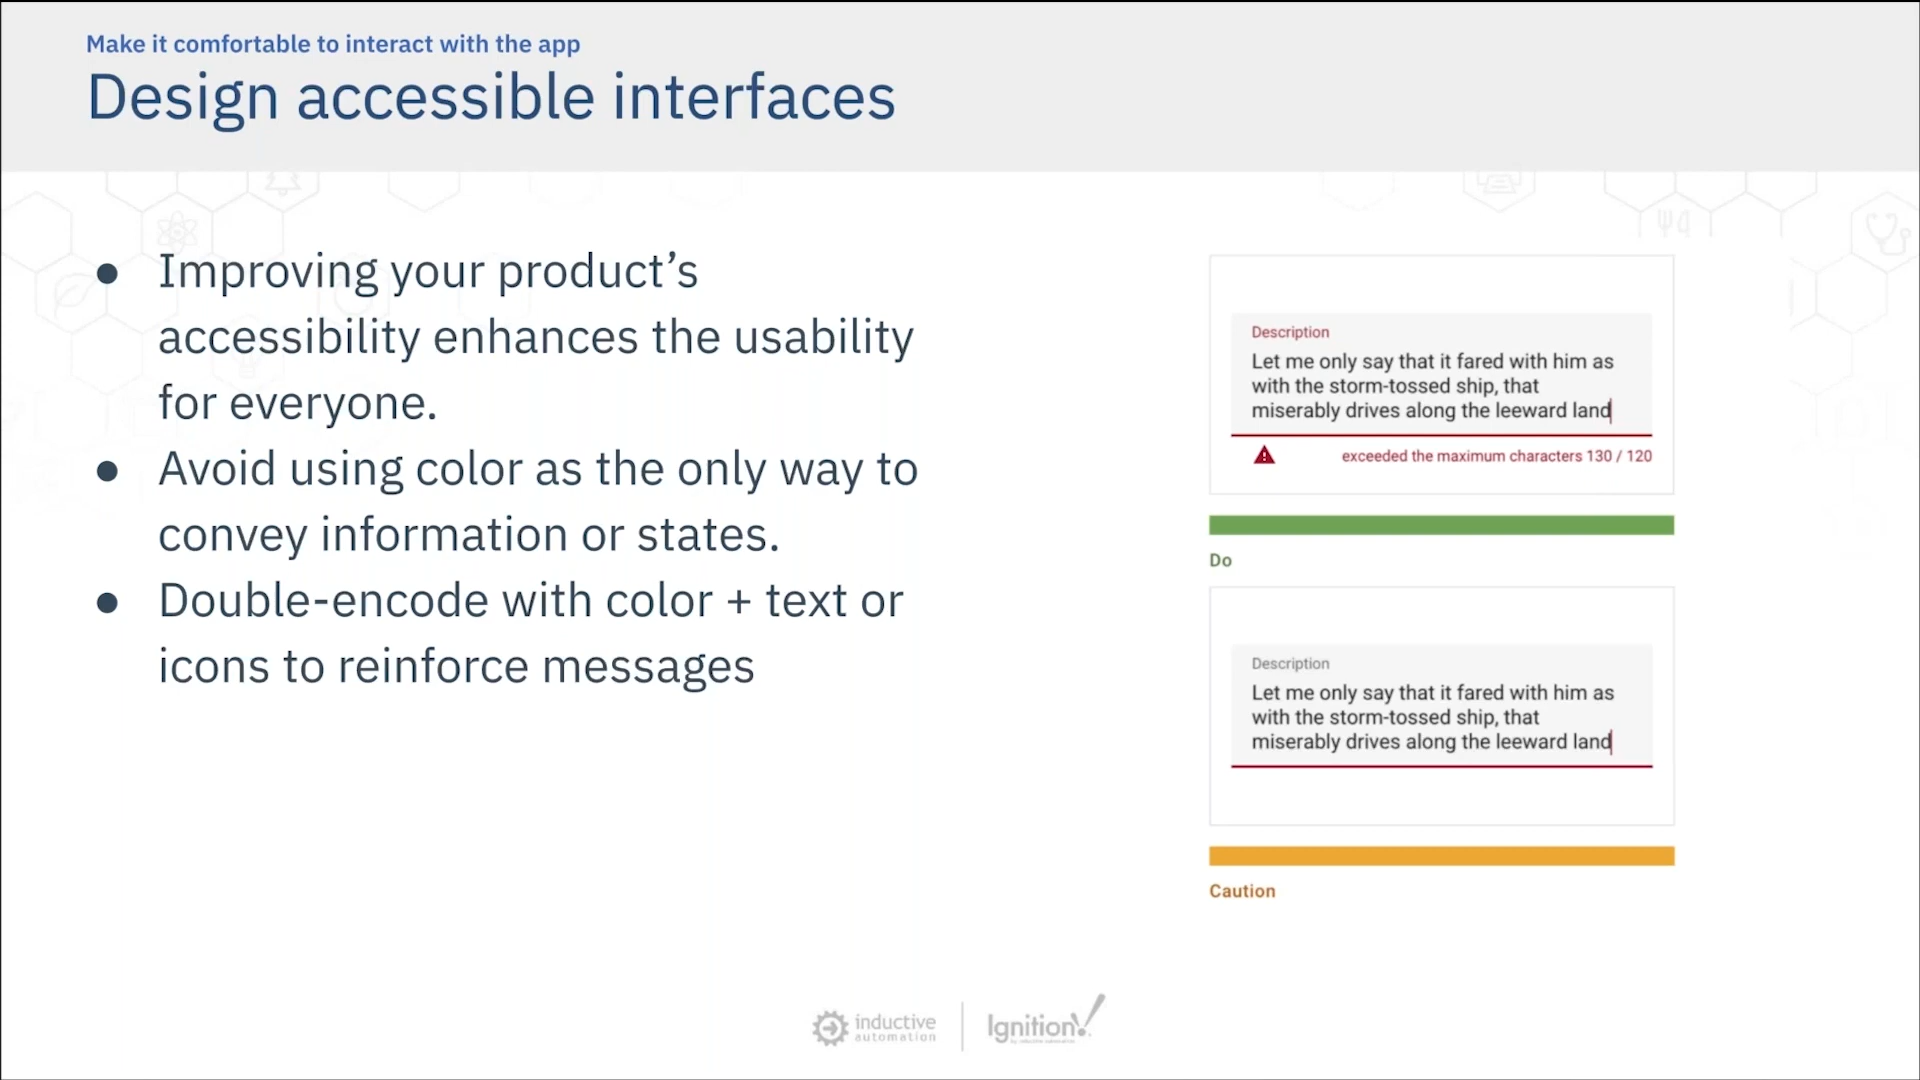 Make it comfortable to interact with the app
Design accessible interfaces
● Improving your product’s
accessibility enhances the usability
for everyone.
● Avoid using color as the only way to
convey information or states.
● Double-encode with color + text or
icons to reinforce messages
Description
Let me only say that it fared with him as
with the storm-tossed ship, that
miserably drives along the leeward land
exceeded the maximum characters 130 / 120
Do
Description
Let me only say that it fared with him as
with the storm-tossed ship, that
miserably drives along the leeward land
Caution
inductive
automation
Ignition!
by inductive automation